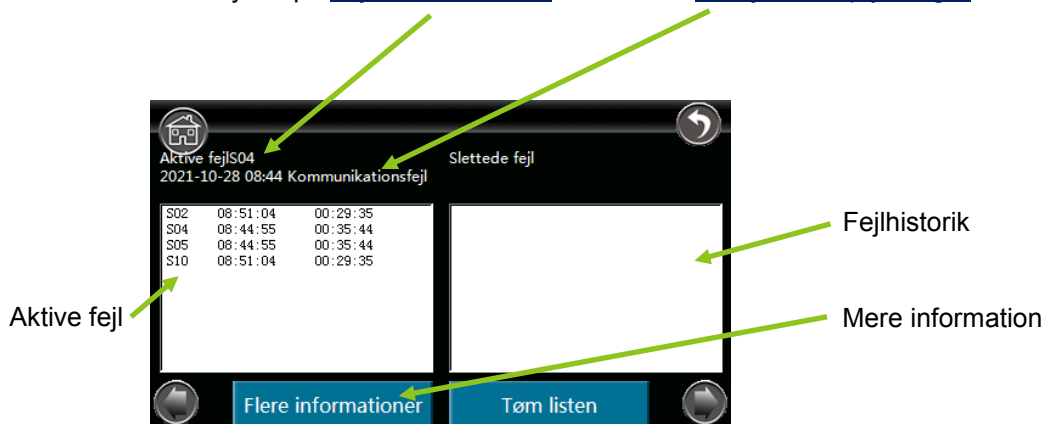 Aktive fejlS04
2021-10-28 08:44 Kommunikationsfejl
Slettede fejl
S02 08:51:04 00:29:35
S04 08:44:55 00:35:44
S05 08:44:55 00:35:44
S10 08:51:04 00:29:35
Fejlhistorik
Aktive fejl
Mere information
Flere informationer
Tøm listen